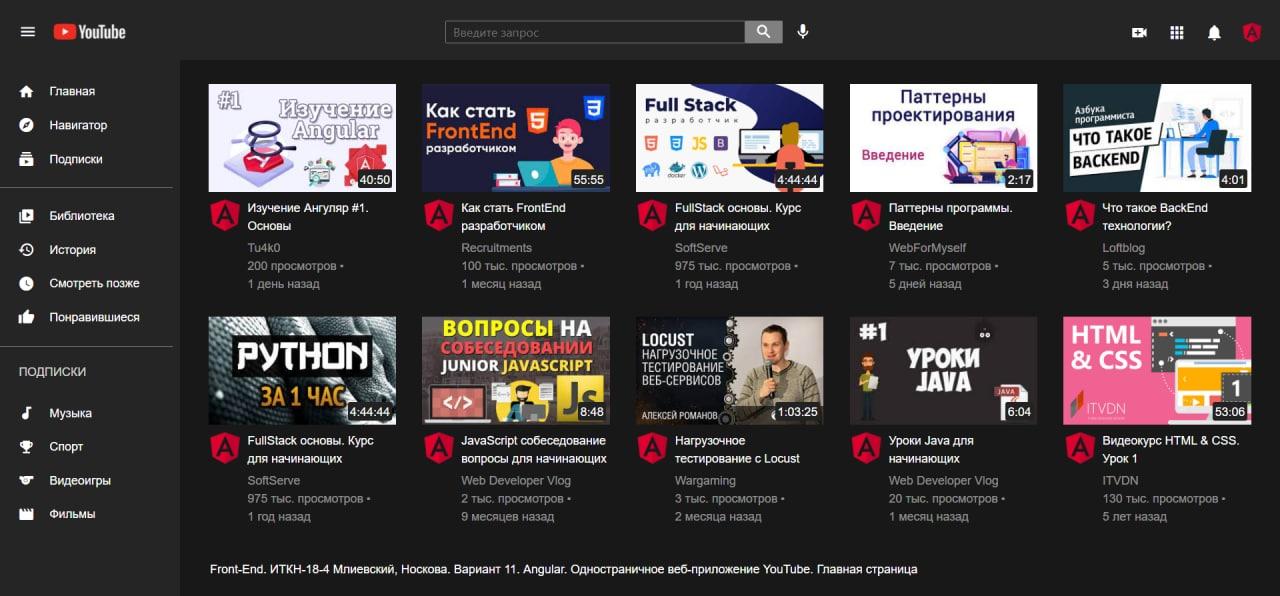 YouTube
Введите запрос
Главная
Навигатор
Подписки
Библиотека
История
Смотреть позже
Понравившиеся
ПОДПИСКИ
Музыка
Спорт
Видеоигры
Фильмы
#1
Изучение
Angular
40:50
Изучение Ангуляр #1.
Основы
Tu4k0
200 просмотров •
1 день назад
Как стать
FrontEnd
разработчиком
55:55
Как стать FrontEnd
разработчиком
Recruitments
100 тыс. просмотров •
1 месяц назад
Full Stack
разработчик
JS
B
docker
4:44:44
FullStack основы. Курс
для начинающих
SoftServe
975 тыс. просмотров •
1 год назад
Паттерны
проектирования
Введение
2:17
Паттерны программы.
Введение
WebForMyself
7 тыс. просмотров •
5 дней назад
Азбука
программиста
ЧТО ТАКОЕ
BACKEND
4:01
Что такое BackEnd
технологии?
Loftblog
5 тыс. просмотров •
3 дня назад
PYTHON
ЗА 1 ЧАС
4:44:44
FullStack основы. Курс
для начинающих
SoftServe
975 тыс. просмотров •
1 год назад
ВОПРОСЫ НА
СОБЕСЕДОВАНИИ
JUNIOR JAVASCRIPT
</>
JS
8:48
JavaScript собеседование
вопросы для начинающих
Web Developer Vlog
2 тыс. просмотров •
9 месяцев назад
LOCUST
НАГРУЗОЧНОЕ
ТЕСТИРОВАНИЕ
ВЕБ-СЕРВИСОВ
АЛЕКСЕЙ РОМАНОВ
1:03:25
Нагрузочное
тестирование с Locust
Wargaming
3 тыс. просмотров •
2 месяца назад
#1
УРОКИ
JAVA
JAVA
6:04
Уроки Java для
начинающих
Web Developer Vlog
20 тыс. просмотров •
1 месяц назад
HTML
& CSS
1
ITVDN
53:06
Видеокурс HTML & CSS.
Урок 1
ITVDN
130 тыс. просмотров •
5 лет назад
Front-End. ИТКН-18-4 Млиевский, Носкова. Вариант 11. Angular. Одностраничное веб-приложение YouTube. Главная страница